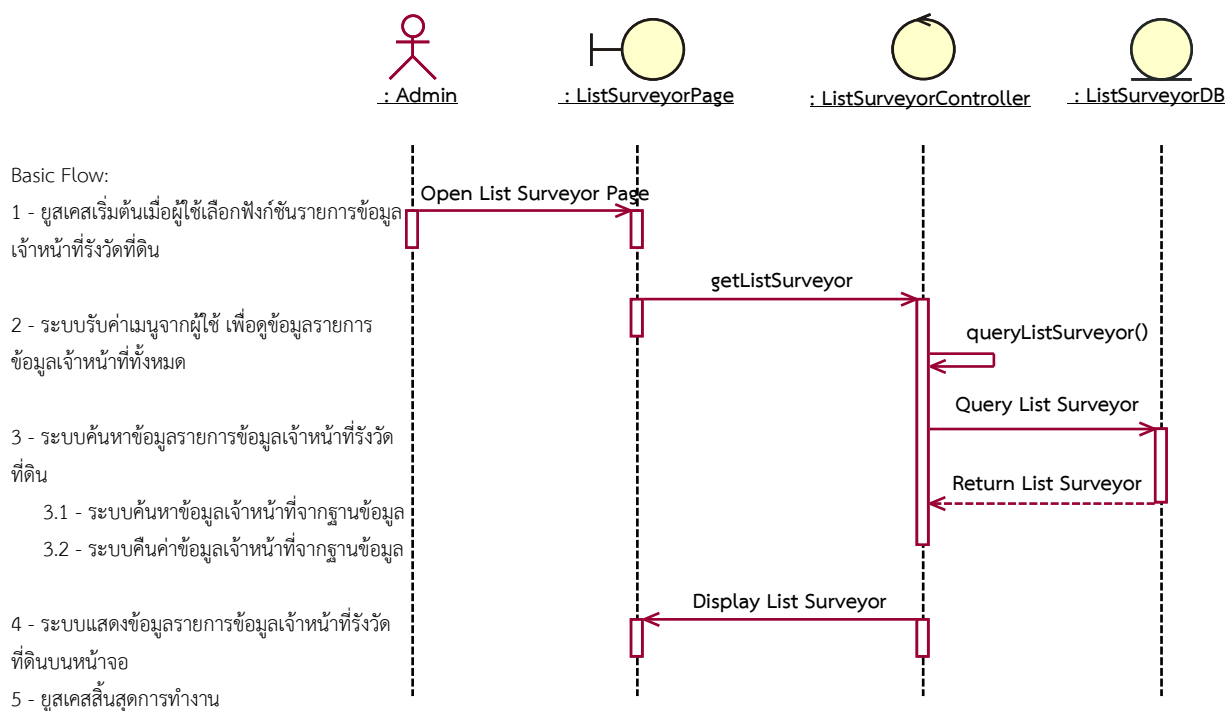 : Admin
: ListSurveyorPage
: ListSurveyorController
: ListSurveyorDB
Basic Flow:
1 - ยูสเคสเริ่มต้นเมื่อผู้ใช้เลือกฟังก์ชันรายการข้อมูล
เจ้าหน้าที่รังวัดที่ดิน
2 - ระบบรับค่าเมนูจากผู้ใช้ เพื่อดูข้อมูลรายการ
ข้อมูลเจ้าหน้าที่ทั้งหมด
3 - ระบบค้นหาข้อมูลรายการข้อมูลเจ้าหน้าที่รังวัด
ที่ดิน
3.1 - ระบบค้นหาข้อมูลเจ้าหน้าที่จากฐานข้อมูล
3.2 - ระบบคืนค่าข้อมูลเจ้าหน้าที่จากฐานข้อมูล
4 - ระบบแสดงข้อมูลรายการข้อมูลเจ้าหน้าที่รังวัด
ที่ดินบนหน้าจอ
5 - ยูสเคสสิ้นสุดการทำงาน
Open List Surveyor Page
getListSurveyor
queryListSurveyor()
Query List Surveyor
Return List Surveyor
Display List Surveyor